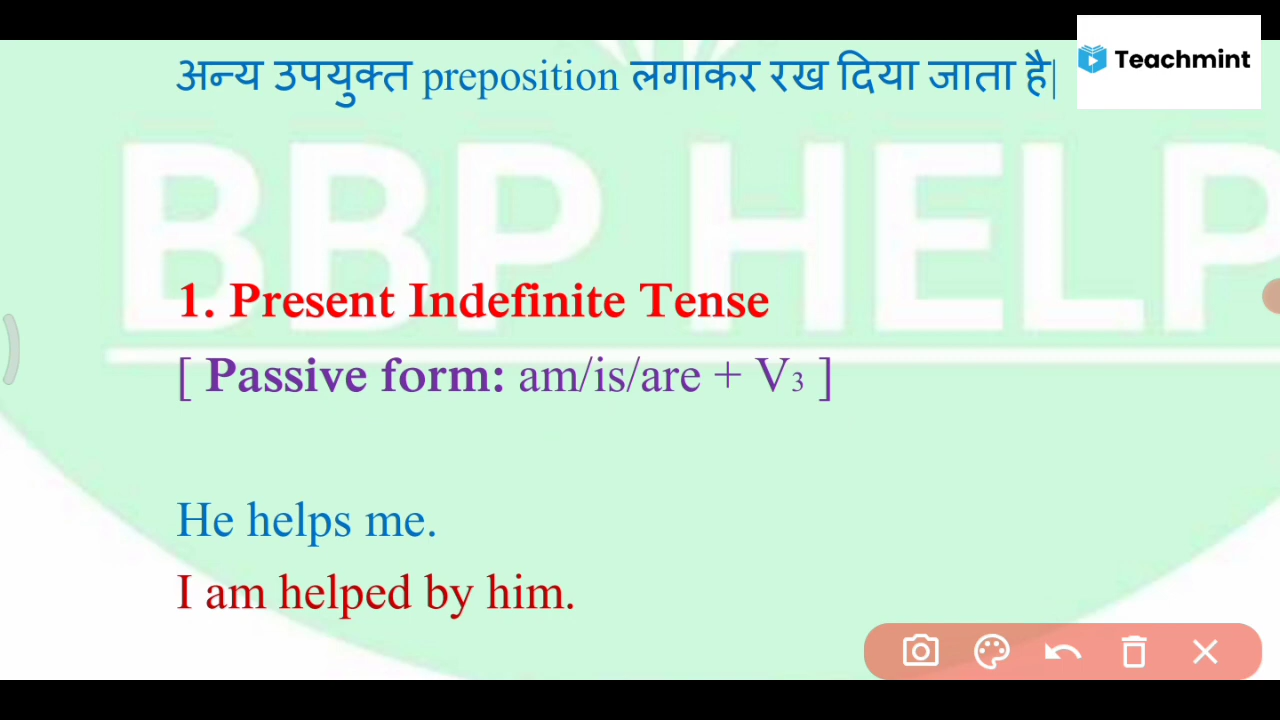 अन्य उपयुक्त preposition लगाकर रख दिया जाता है|
Teachmint
BBP HELP
1. Present Indefinite Tense
[ Passive form: am/is/are + V₃ ]
He helps me.
I am helped by him.